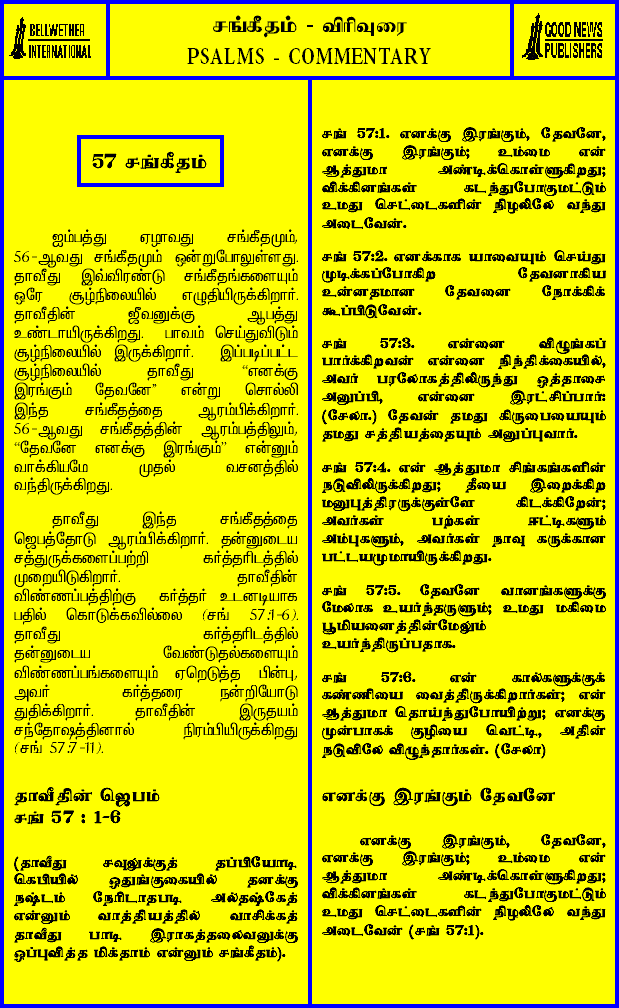 BELLWETHER
INTERNATIONAL
சங்கீதம் - விரிவுரை
PSALMS - COMMENTARY
GOOD NEWS
PUBLISHERS
57 சங்கீதம்
ஐம்பத்து ஏழாவது சங்கீதமும்,
56-ஆவது சங்கீதமும் ஒன்றுபோலுள்ளது.
தாவீது இவ்விரண்டு சங்கீதங்களையும்
ஒரே சூழ்நிலையில் எழுதியிருக்கிறார்.
தாவீதின் ஜீவனுக்கு ஆபத்து
உண்டாயிருக்கிறது. பாவம் செய்துவிடும்
சூழ்நிலையில் இருக்கிறார். இப்படிப்பட்ட
சூழ்நிலையில் தாவீது “எனக்கு
இரங்கும் தேவனே” என்று சொல்லி
இந்த சங்கீதத்தை ஆரம்பிக்கிறார்.
56-ஆவது சங்கீதத்தின் ஆரம்பத்திலும்,
“தேவனே எனக்கு இரங்கும்” என்னும்
வாக்கியமே முதல் வசனத்தில்
வந்திருக்கிறது.
தாவீது இந்த சங்கீதத்தை
ஜெபத்தோடு ஆரம்பிக்கிறார். தன்னுடைய
சத்துருக்களைப்பற்றி கர்த்தரிடத்தில்
முறையிடுகிறார். தாவீதின்
விண்ணப்பத்திற்கு கர்த்தர் உடனடியாக
பதில் கொடுக்கவில்லை (சங் 57:1-6).
தாவீது கர்த்தரிடத்தில்
தன்னுடைய வேண்டுதல்களையும்
விண்ணப்பங்களையும் ஏறெடுத்த பின்பு,
அவர் கர்த்தரை நன்றியோடு
துதிக்கிறார். தாவீதின் இருதயம்
சந்தோஷத்தினால் நிரம்பியிருக்கிறது
(சங் 57:7-11).
தாவீதின் ஜெபம்
சங் 57 : 1-6
(தாவீது சவுலுக்குத் தப்பியோடி,
கெபியில் ஒதுங்குகையில் தனக்கு
நஷ்டம் நேரிடாதபடி அல்தஷ்கேத்
என்னும் வாத்தியத்தில் வாசிக்கத்
தாவீது பாடி, இராகத்தலைவனுக்கு
ஒப்புவித்த மிக்தாம் என்னும் சங்கீதம்).
சங் 57:1. எனக்கு இரங்கும், தேவனே,
எனக்கு இரங்கும்; உம்மை என்
ஆத்துமா அண்டிக்கொள்ளுகிறது;
விக்கினங்கள் கடந்துபோகுமட்டும்
உமது செட்டைகளின் நிழலிலே வந்து
அடைவேன்.
சங் 57:2. எனக்காக யாவையும் செய்து
முடிக்கப்போகிற தேவனாகிய
உன்னதமான தேவனை நோக்கிக்
கூப்பிடுவேன்.
சங் 57:3. என்னை விழுங்கப்
பார்க்கிறவன் என்னை நிந்திக்கையில்,
அவர் பரலோகத்திலிருந்து ஒத்தாசை
அனுப்பி, என்னை இரட்சிப்பார்:
(சேலா.) தேவன் தமது கிருபையையும்
தமது சத்தியத்தையும் அனுப்புவார்.
சங் 57:4. என் ஆத்துமா சிங்கங்களின்
நடுவிலிருக்கிறது; தீயை இறைக்கிற
மனுபுத்திரருக்குள்ளே கிடக்கிறேன்;
அவர்கள் பற்கள் ஈட்டிகளும்
அம்புகளும், அவர்கள் நாவு கருக்கான
பட்டயமுமாயிருக்கிறது.
சங் 57:5. தேவனே வானங்களுக்கு
மேலாக உயர்ந்தருளும்; உமது மகிமை
பூமியனைத்தின்மேலும்
உயர்ந்திருப்பதாக.
சங் 57:6. என் கால்களுக்குக்
கண்ணியை வைத்திருக்கிறார்கள்; என்
ஆத்துமா தொய்ந்துபோயிற்று; எனக்கு
முன்பாகக் குழியை வெட்டி, அதின்
நடுவிலே விழுந்தார்கள். (சேலா)
எனக்கு இரங்கும் தேவனே
எனக்கு இரங்கும், தேவனே,
எனக்கு இரங்கும்; உம்மை என்
ஆத்துமா அண்டிக்கொள்ளுகிறது;
விக்கினங்கள் கடந்துபோகுமட்டும்
உமது செட்டைகளின் நிழலிலே வந்து
அடைவேன் (சங் 57:1).